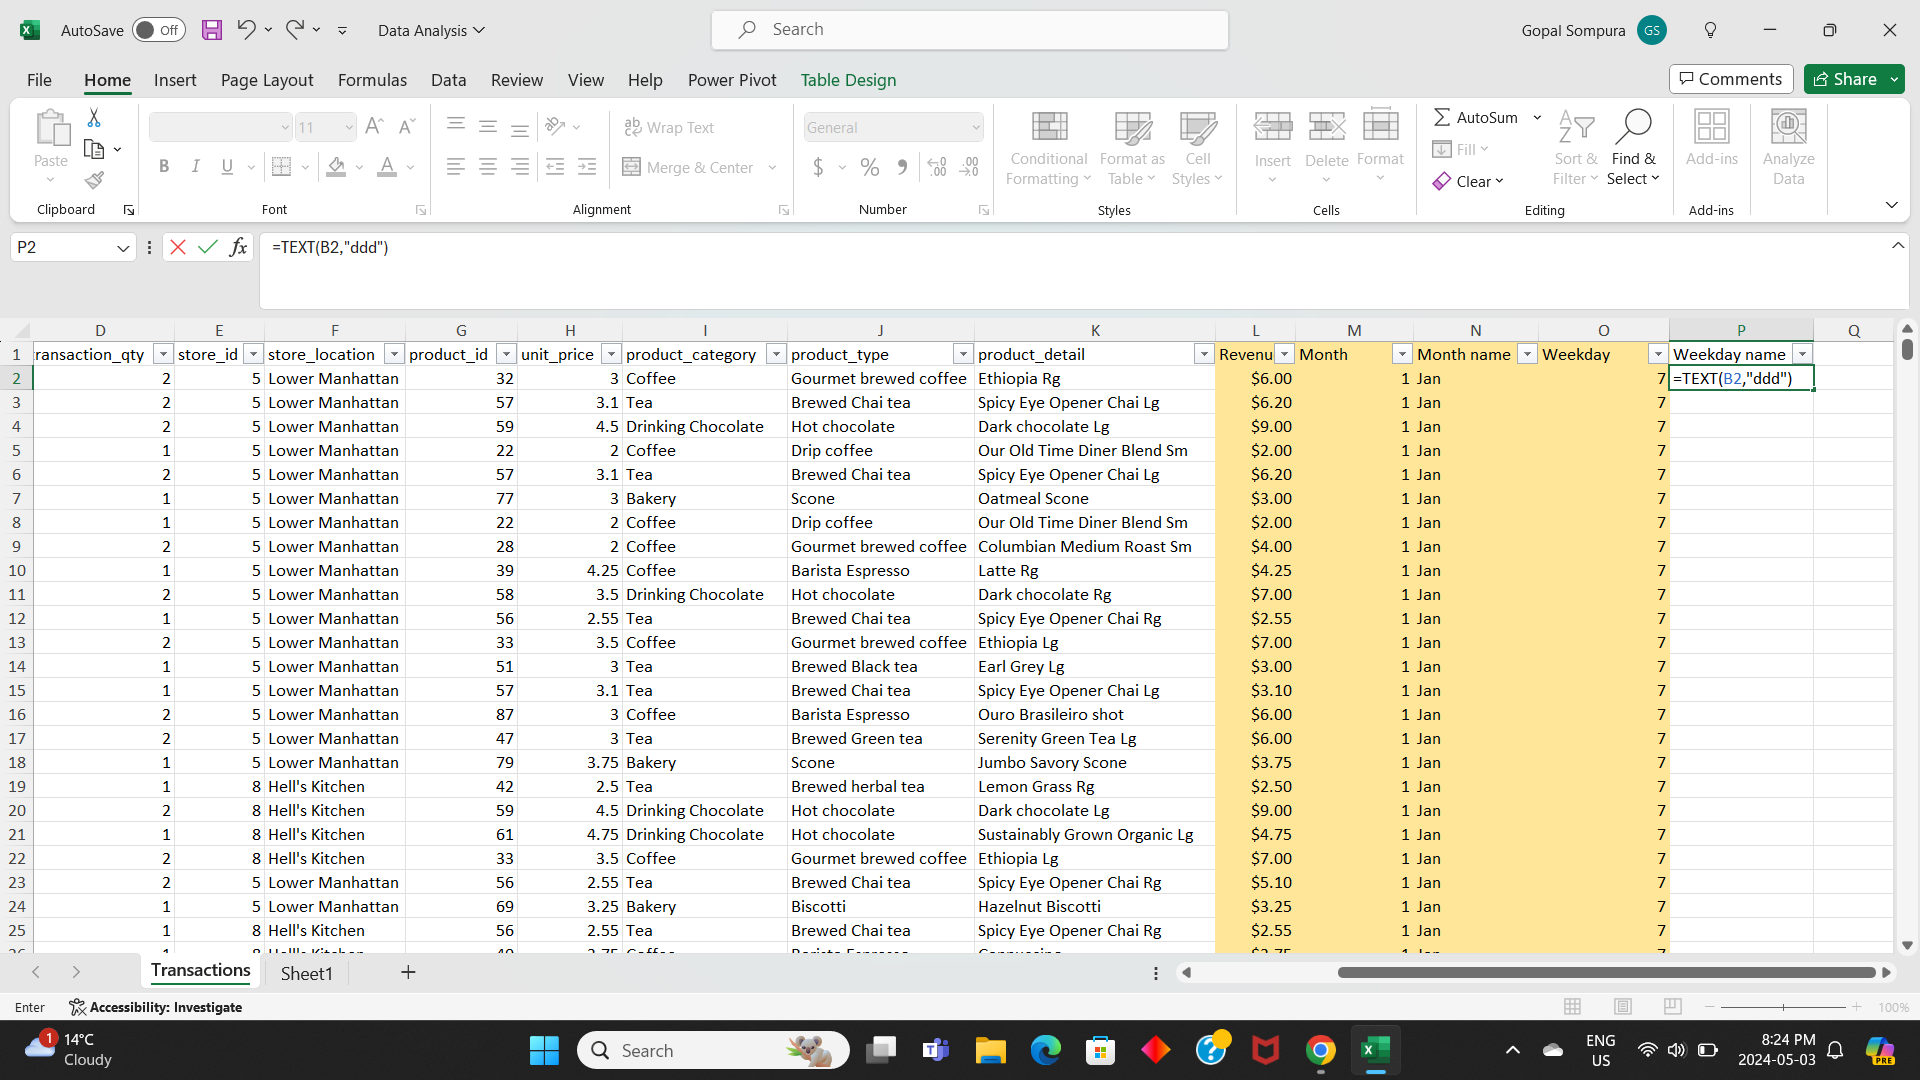 AutoSave Off Data Analysis Search Gopal Sompura GS
File Home Insert Page Layout Formulas Data Review View Help Power Pivot Table Design Comments Share
Paste 11 Wrap Text General Conditional Formatting Format as Table Cell Styles Insert Delete Format AutoSum Fill Clear Sort & Filter Find & Select Add-ins Analyze Data
B I U A Merge & Center $ % 9
Clipboard Font Alignment Number Styles Cells Editing Add-ins
P2 fx =TEXT(B2,"ddd")
D E F G H I J K L M N O P Q
1 ransaction_qty store_id store_location product_id unit_price product_category product_type product_detail Revenu Month Month name Weekday Weekday name
2 2 5 Lower Manhattan 32 3 Coffee Gourmet brewed coffee Ethiopia Rg $6.00 1 Jan 7 =TEXT(B2,"ddd")
3 2 5 Lower Manhattan 57 3.1 Tea Brewed Chai tea Spicy Eye Opener Chai Lg $6.20 1 Jan 7
4 2 5 Lower Manhattan 59 4.5 Drinking Chocolate Hot chocolate Dark chocolate Lg $9.00 1 Jan 7
5 1 5 Lower Manhattan 22 2 Coffee Drip coffee Our Old Time Diner Blend Sm $2.00 1 Jan 7
6 2 5 Lower Manhattan 57 3.1 Tea Brewed Chai tea Spicy Eye Opener Chai Lg $6.20 1 Jan 7
7 1 5 Lower Manhattan 77 3 Bakery Scone Oatmeal Scone $3.00 1 Jan 7
8 1 5 Lower Manhattan 22 2 Coffee Drip coffee Our Old Time Diner Blend Sm $2.00 1 Jan 7
9 2 5 Lower Manhattan 28 2 Coffee Gourmet brewed coffee Columbian Medium Roast Sm $4.00 1 Jan 7
10 1 5 Lower Manhattan 39 4.25 Coffee Barista Espresso Latte Rg $4.25 1 Jan 7
11 2 5 Lower Manhattan 58 3.5 Drinking Chocolate Hot chocolate Dark chocolate Rg $7.00 1 Jan 7
12 1 5 Lower Manhattan 56 2.55 Tea Brewed Chai tea Spicy Eye Opener Chai Rg $2.55 1 Jan 7
13 2 5 Lower Manhattan 33 3.5 Coffee Gourmet brewed coffee Ethiopia Lg $7.00 1 Jan 7
14 1 5 Lower Manhattan 51 3 Tea Brewed Black tea Earl Grey Lg $3.00 1 Jan 7
15 1 5 Lower Manhattan 57 3.1 Tea Brewed Chai tea Spicy Eye Opener Chai Lg $3.10 1 Jan 7
16 2 5 Lower Manhattan 87 3 Coffee Barista Espresso Ouro Brasileiro shot $6.00 1 Jan 7
17 2 5 Lower Manhattan 47 3 Tea Brewed Green tea Serenity Green Tea Lg $6.00 1 Jan 7
18 1 5 Lower Manhattan 79 3.75 Bakery Scone Jumbo Savory Scone $3.75 1 Jan 7
19 1 8 Hell's Kitchen 42 2.5 Tea Brewed herbal tea Lemon Grass Rg $2.50 1 Jan 7
20 2 8 Hell's Kitchen 59 4.5 Drinking Chocolate Hot chocolate Dark chocolate Lg $9.00 1 Jan 7
21 1 8 Hell's Kitchen 61 4.75 Drinking Chocolate Hot chocolate Sustainably Grown Organic Lg $4.75 1 Jan 7
22 2 8 Hell's Kitchen 33 3.5 Coffee Gourmet brewed coffee Ethiopia Lg $7.00 1 Jan 7
23 2 5 Lower Manhattan 56 2.55 Tea Brewed Chai tea Spicy Eye Opener Chai Rg $5.10 1 Jan 7
24 1 5 Lower Manhattan 69 3.25 Bakery Biscotti Hazelnut Biscotti $3.25 1 Jan 7
25 1 8 Hell's Kitchen 56 2.55 Tea Brewed Chai tea Spicy Eye Opener Chai Rg $2.55 1 Jan 7
Transactions Sheet1
Enter Accessibility: Investigate 100%
1 14°C Cloudy Search ENG US 8:24 PM 2024-05-03 PRE